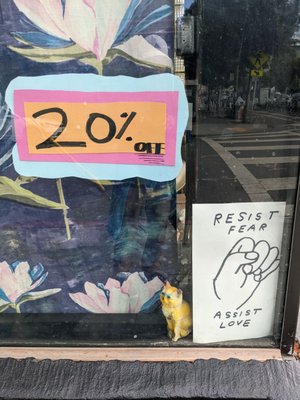 20% OFF
RESIST
FEAR
ASSIST
LOVE